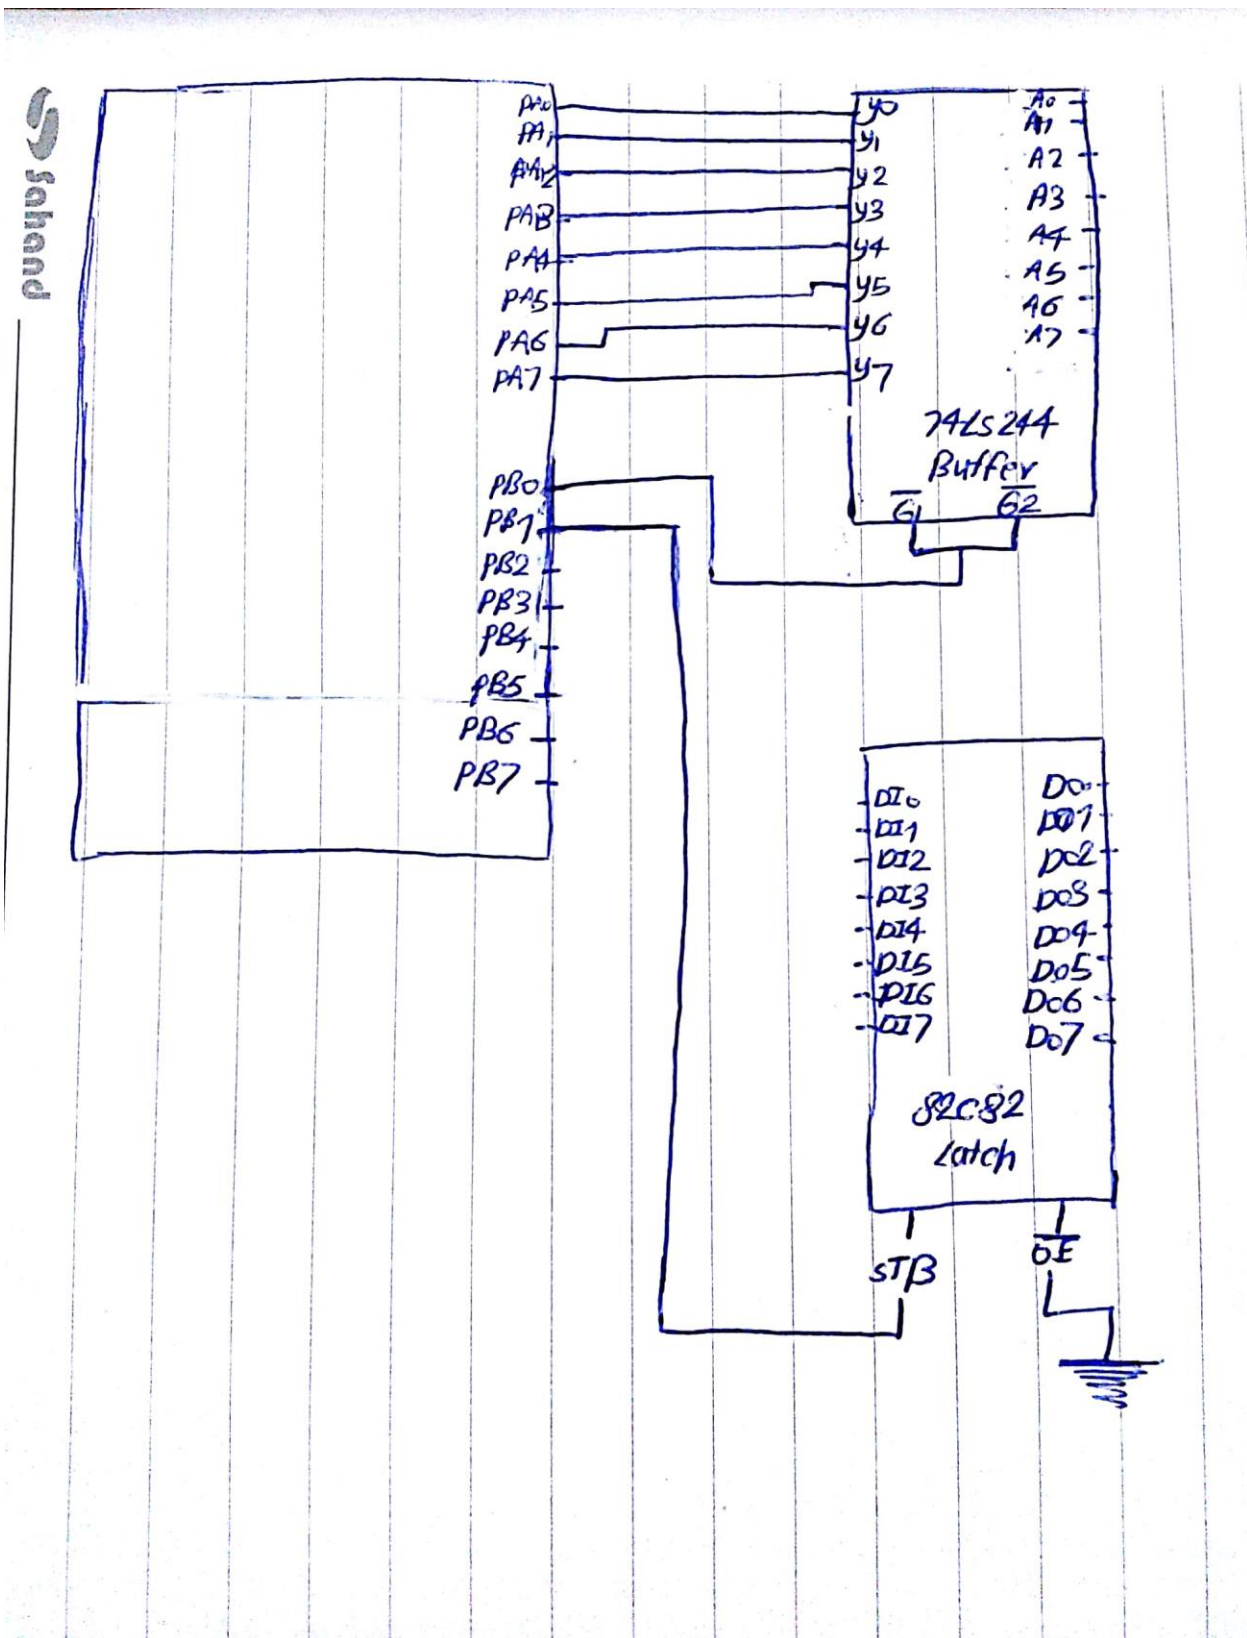 Sahand
PA0
PA1
PA2
PA3
PA4
PA5
PA6
PA7
PB0
PB1
PB2
PB3
PB4
PB5
PB6
PB7
y0
y1
y2
y3
y4
y5
y6
y7
A0
A1
A2
A3
A4
A5
A6
A7
74LS244
Buffer
G1
G2
DI0
DI1
DI2
DI3
DI4
DI5
DI6
DI7
DO
DO1
DO2
DO3
DO4
DO5
DO6
DO7
82C82
Latch
STB
OE